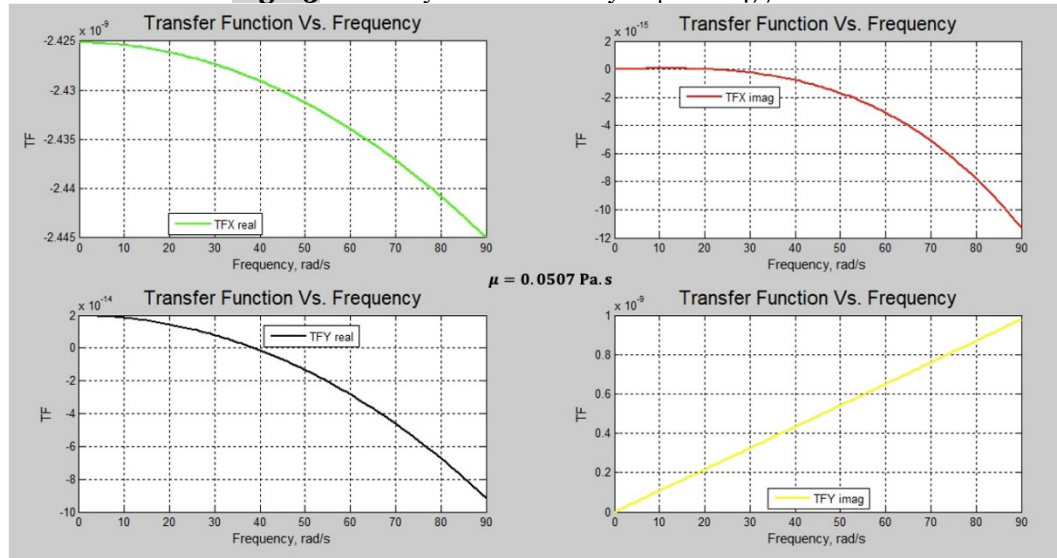 Transfer Function Vs. Frequency
x 10^-9
-2.425
-2.43
-2.435
-2.44
-2.445
TF
TFX real
0 10 20 30 40 50 60 70 80 90
Frequency, rad/s
Transfer Function Vs. Frequency
x 10^-15
2
0
-2
-4
-6
-8
-10
-12
TF
TFX imag
0 10 20 30 40 50 60 70 80 90
Frequency, rad/s
μ = 0.0507 Pa.s
Transfer Function Vs. Frequency
x 10^-14
2
0
-2
-4
-6
-8
-10
TF
TFY real
0 10 20 30 40 50 60 70 80 90
Frequency, rad/s
Transfer Function Vs. Frequency
x 10^-9
1
0.8
0.6
0.4
0.2
0
TF
TFY imag
0 10 20 30 40 50 60 70 80 90
Frequency, rad/s